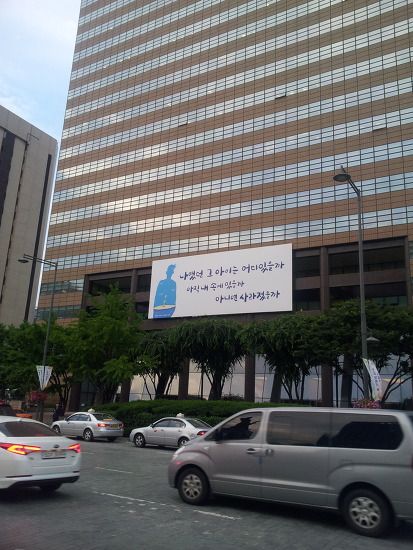 나였던 그 아이는 어디있을까
아직 내 속에 있을까
아니면 사라졌을까